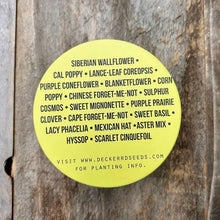 SIBERIAN WALLFLOWER •
CAL POPPY • LANCE-LEAF COREOPSIS •
PURPLE CONEFLOWER • BLANKETFLOWER • CORN
POPPY • CHINESE FORGET-ME-NOT • SULPHUR
COSMOS • SWEET MIGNONETTE • PURPLE PRAIRIE
CLOVER • CAPE FORGET-ME-NOT • SWEET BASIL •
LACY PHACELIA • MEXICAN HAT • ASTER MIX •
HYSSOP • SCARLET CINQUEFOIL
VISIT WWW.DECKERRDSEEDS.COM
FOR PLANTING INFO.